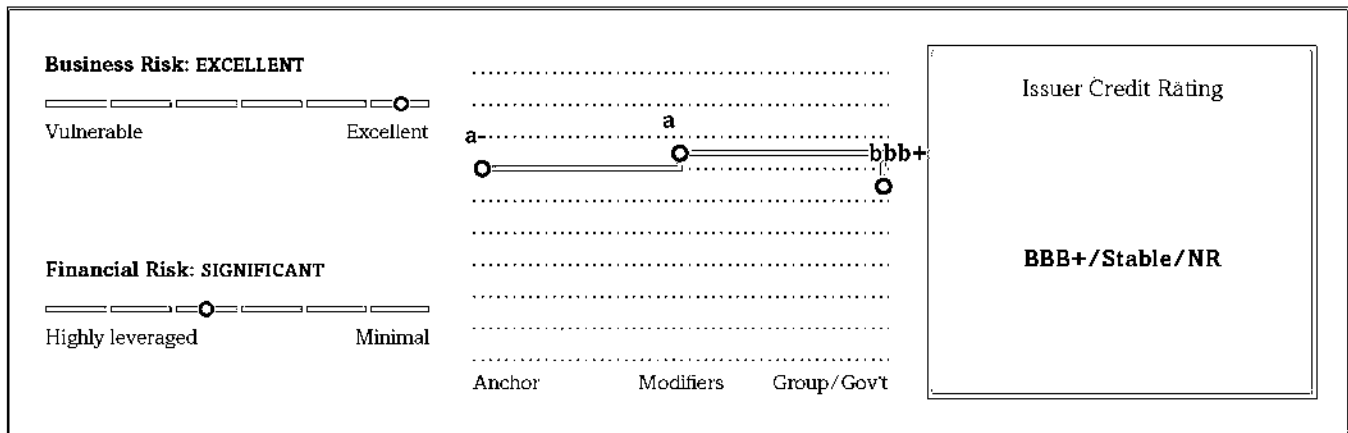 Business Risk: EXCELLENT
Vulnerable Excellent
Financial Risk: SIGNIFICANT
Highly leveraged Minimal
a-
a
bbb+
Anchor Modifiers Group/Gov't
Issuer Credit Rating
BBB+/Stable/NR